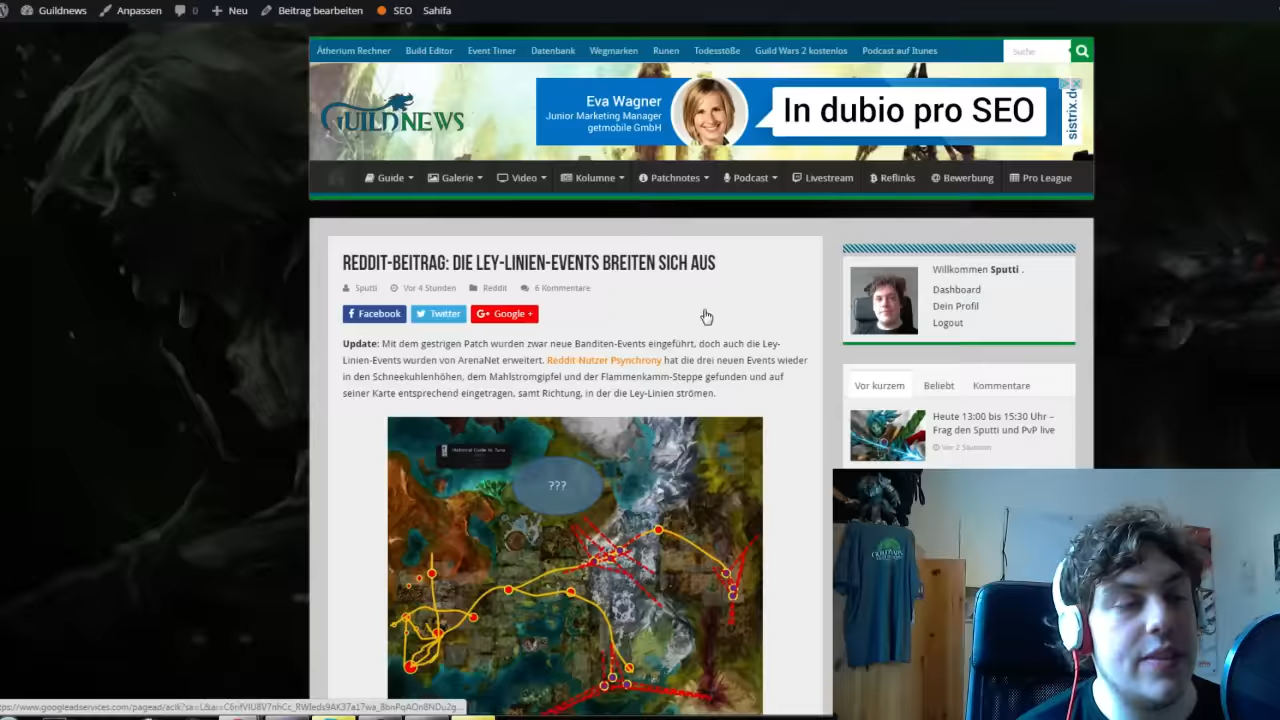 Guildnews Anpassen 0 Neu Beitrag bearbeiten SEO Sahifa
Ätherium Rechner Build Editor Event Timer Datenbank Wegmarken Runen Todesstöße Guild Wars 2 kostenlos Podcast auf Itunes Suche
GUILDNEWS
Eva Wagner
Junior Marketing Manager
getmobile GmbH
In dubio pro SEO
sistrix.de
Guide Galerie Video Kolumne Patchnotes Podcast Livestream Reflinks Bewerbung Pro League
REDDIT-BEITRAG: DIE LEY-LINIEN-EVENTS BREITEN SICH AUS
Sputti Vor 4 Stunden Reddit 6 Kommentare
Facebook Twitter Google +
Update: Mit dem gestrigen Patch wurden zwar neue Banditen-Events eingeführt, doch auch die Ley-
Linien-Events wurden von ArenaNet erweitert. Reddit-Nutzer Psynchrony hat die drei neuen Events wieder
in den Schneekuhlenhöhen, dem Mahlstromgipfel und der Flammenkamm-Steppe gefunden und auf
seiner Karte entsprechend eingetragen, samt Richtung, in der die Ley-Linien strömen.
???
Willkommen Sputti .
Dashboard
Dein Profil
Logout
Vor kurzem Beliebt Kommentare
Heute 13:00 bis 15:30 Uhr –
Frag den Sputti und PvP live
Vor 2 Stunden